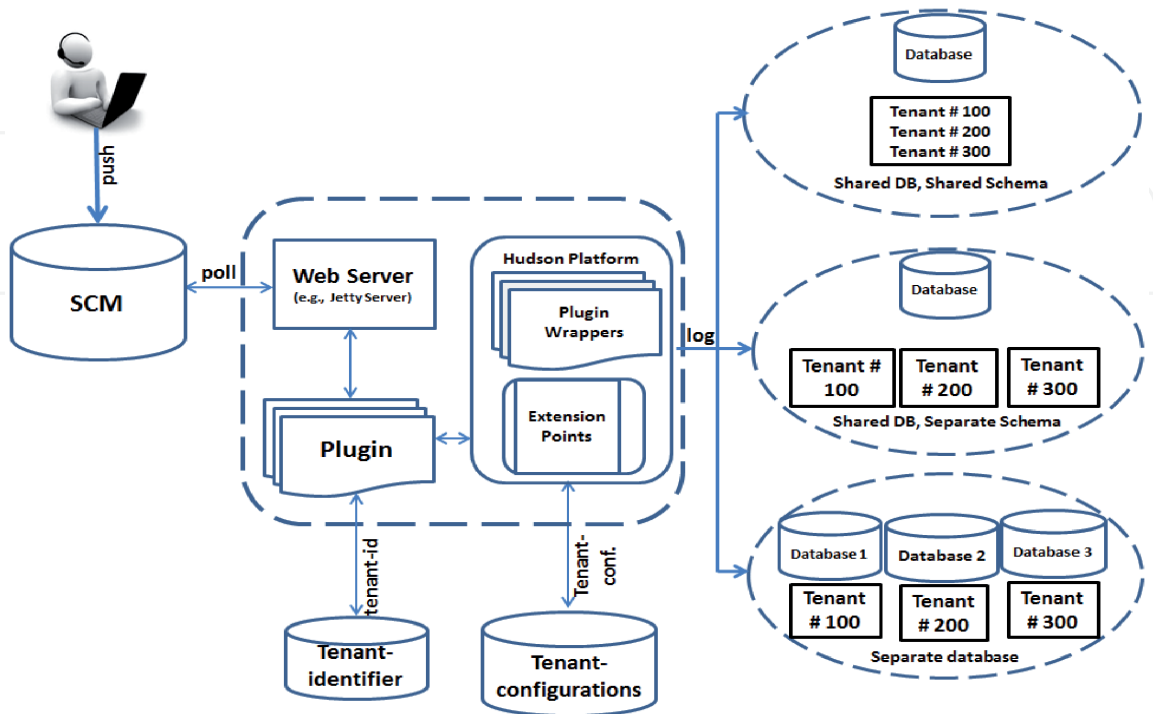 push
SCM
poll
Web Server
(e.g., Jetty Server)
Plugin
tenant-id
Tenant-
identifier
Hudson Platform
Plugin
Wrappers
Extension
Points
Tenant-
conf.
Tenant-
configurations
log
Database
Tenant # 100
Tenant # 200
Tenant # 300
Shared DB, Shared Schema
Database
Tenant #
100
Tenant
# 200
Tenant
# 300
Shared DB, Separate Schema
Database 1
Database 2
Database 3
Tenant
# 100
Tenant
# 200
Tenant
# 300
Separate database